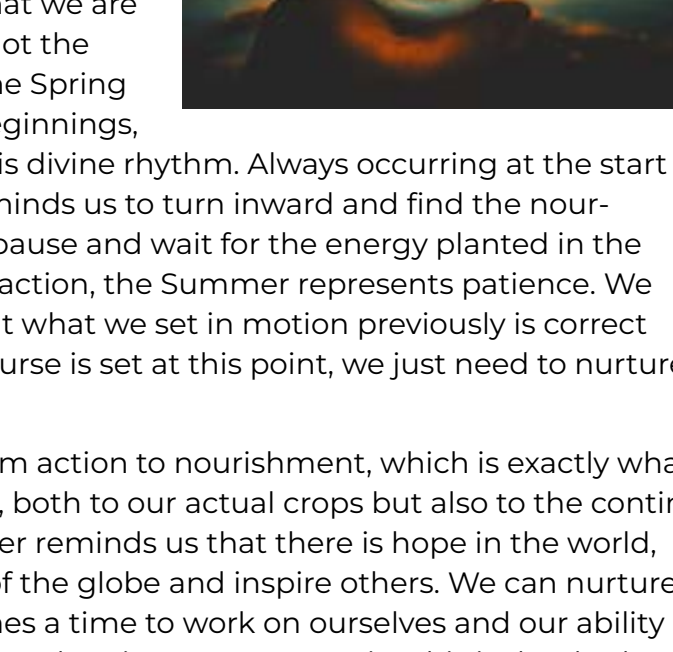 at we are
ot the
e Spring
ginnings,
is divine rhythm. Always occurring at the start
minds us to turn inward and find the nour-
pause and wait for the energy planted in the
action, the Summer represents patience. We
t what we set in motion previously is correct
urse is set at this point, we just need to nurture
m action to nourishment, which is exactly wha
, both to our actual crops but also to the contin
er reminds us that there is hope in the world,
of the globe and inspire others. We can nurture
es a time to work on ourselves and our ability